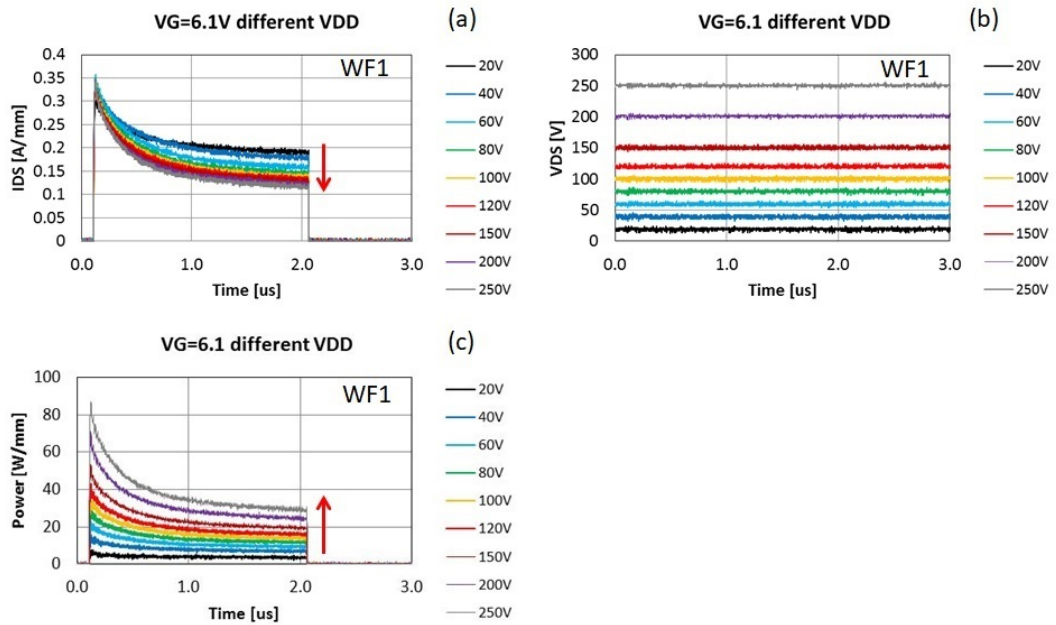 VG=6.1V different VDD
(a)
WF1
IDS [A/mm]
0.4
0.35
0.3
0.25
0.2
0.15
0.1
0.05
0
0.0 1.0 2.0 3.0
Time [us]
20V
40V
60V
80V
100V
120V
150V
200V
250V
VG=6.1 different VDD
(b)
WF1
VDS [V]
300
250
200
150
100
50
0
0.0 1.0 2.0 3.0
Time [us]
20V
40V
60V
80V
100V
120V
150V
200V
250V
VG=6.1 different VDD
(c)
WF1
Power [W/mm]
100
80
60
40
20
0
0.0 1.0 2.0 3.0
Time [us]
20V
40V
60V
80V
100V
120V
150V
200V
250V